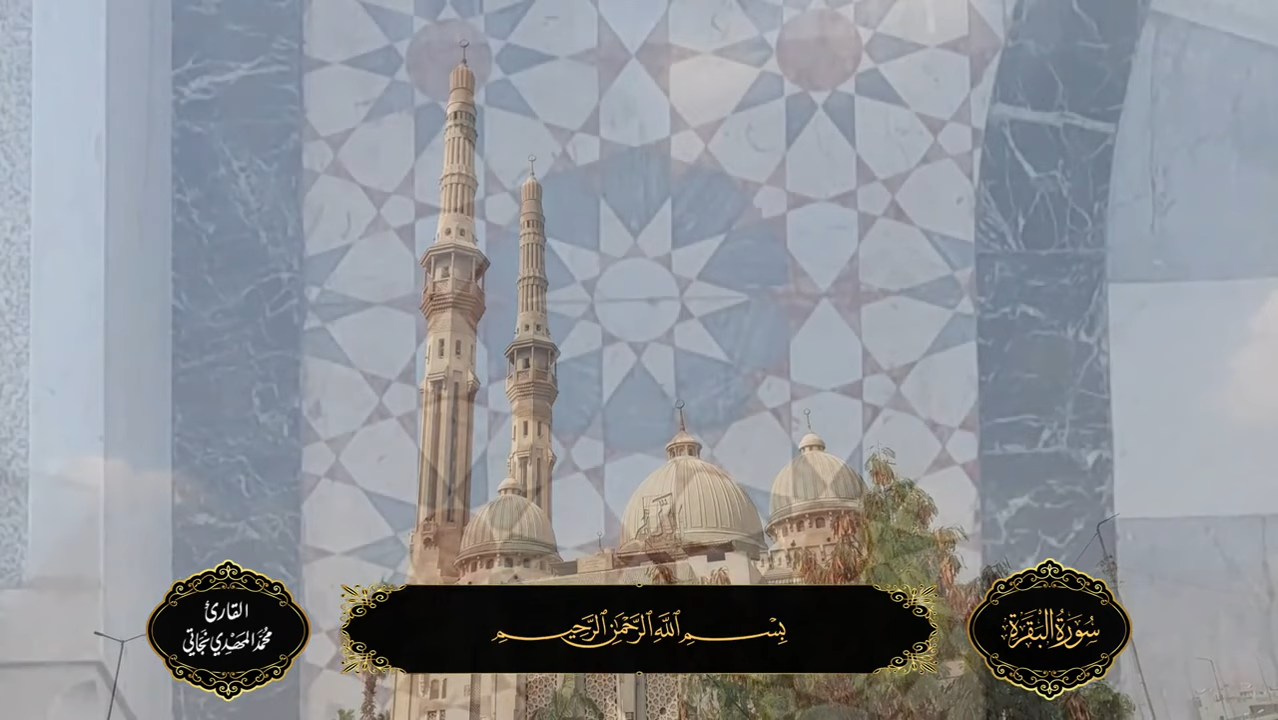 سُورَةُ البَقَرَةِ
بِسْمِ ٱللَّهِ ٱلرَّحْمَٰنِ ٱلرَّحِيمِ
القارئ
محمد المهدي نجاتي